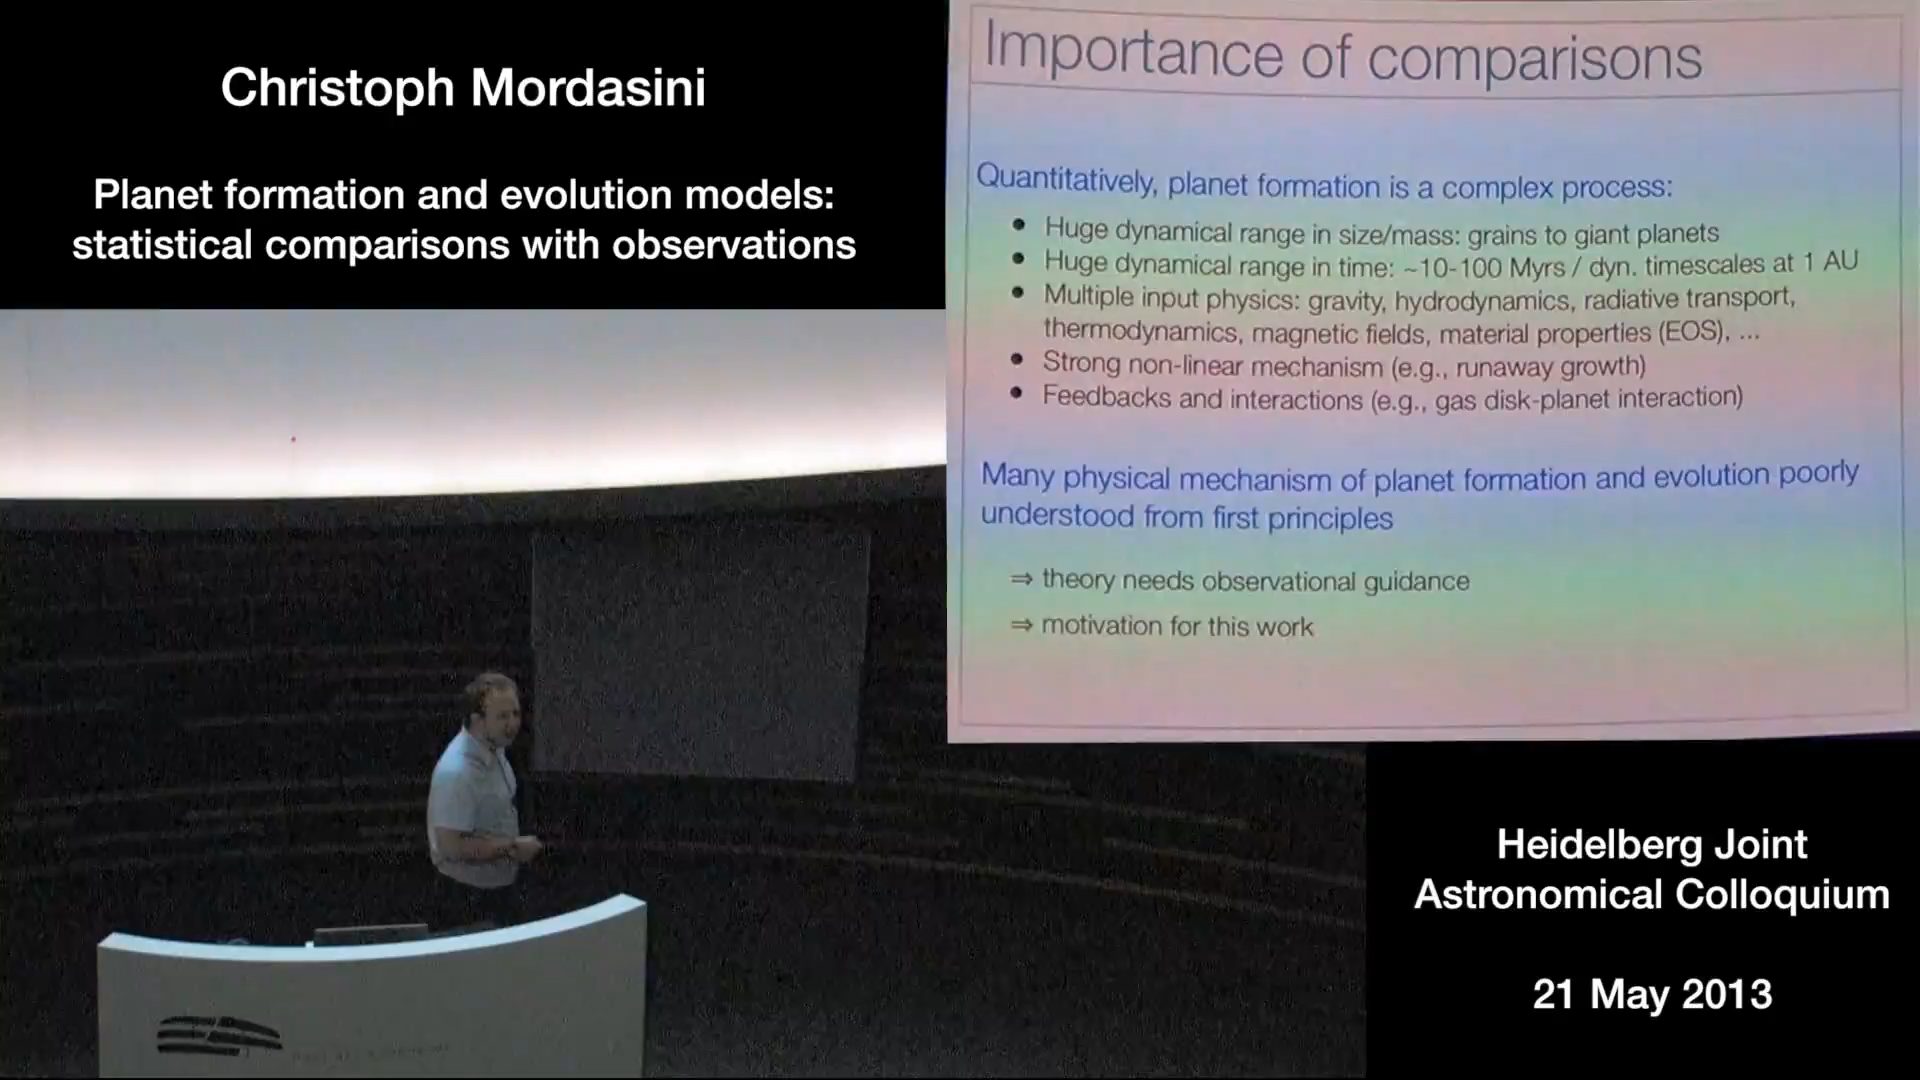 Christoph Mordasini
Planet formation and evolution models:
statistical comparisons with observations
Importance of comparisons
Quantitatively, planet formation is a complex process:
• Huge dynamical range in size/mass: grains to giant planets
• Huge dynamical range in time: ~10-100 Myrs / dyn. timescales at 1 AU
• Multiple input physics: gravity, hydrodynamics, radiative transport,
thermodynamics, magnetic fields, material properties (EOS), ...
• Strong non-linear mechanism (e.g., runaway growth)
• Feedbacks and interactions (e.g., gas disk-planet interaction)
Many physical mechanism of planet formation and evolution poorly
understood from first principles
⇒ theory needs observational guidance
⇒ motivation for this work
Heidelberg Joint
Astronomical Colloquium
21 May 2013